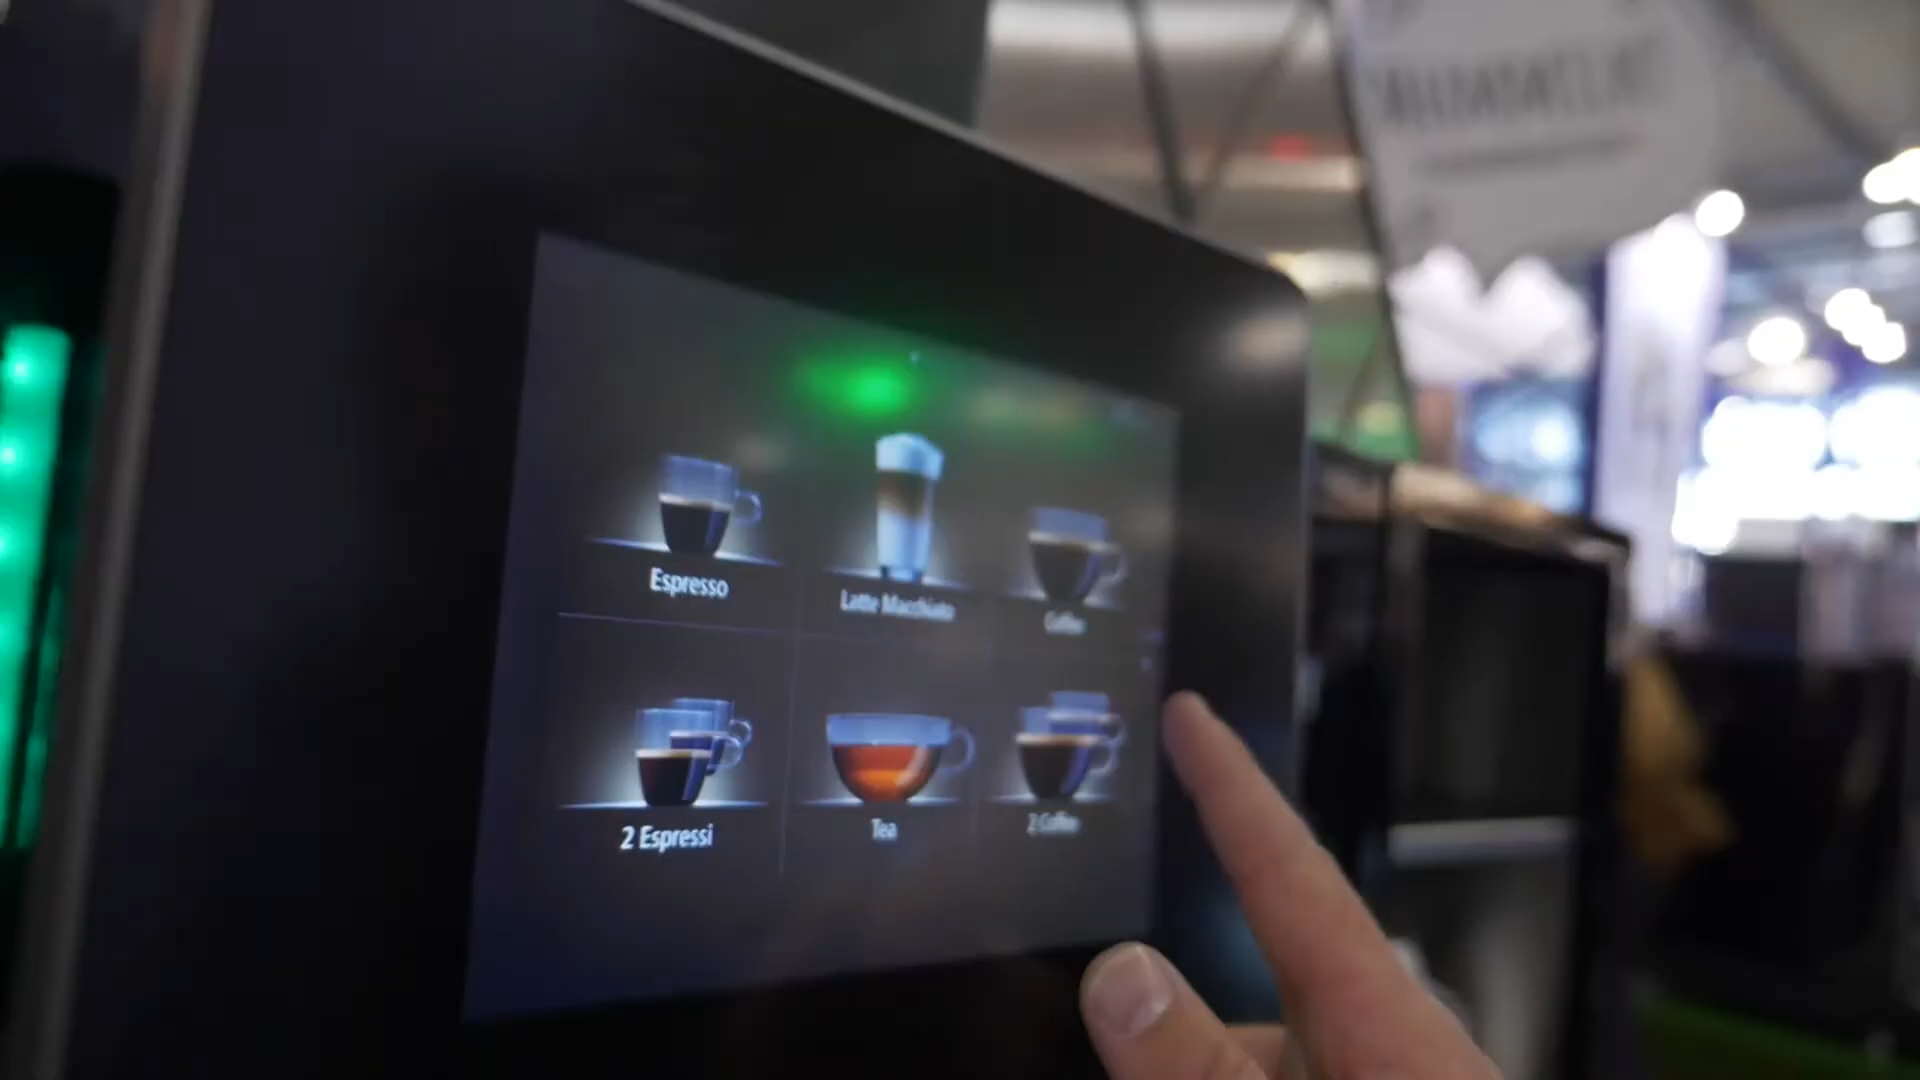 Espresso
Latte Macchiato
Coffee
2 Espressi
Tea
2 Coffee